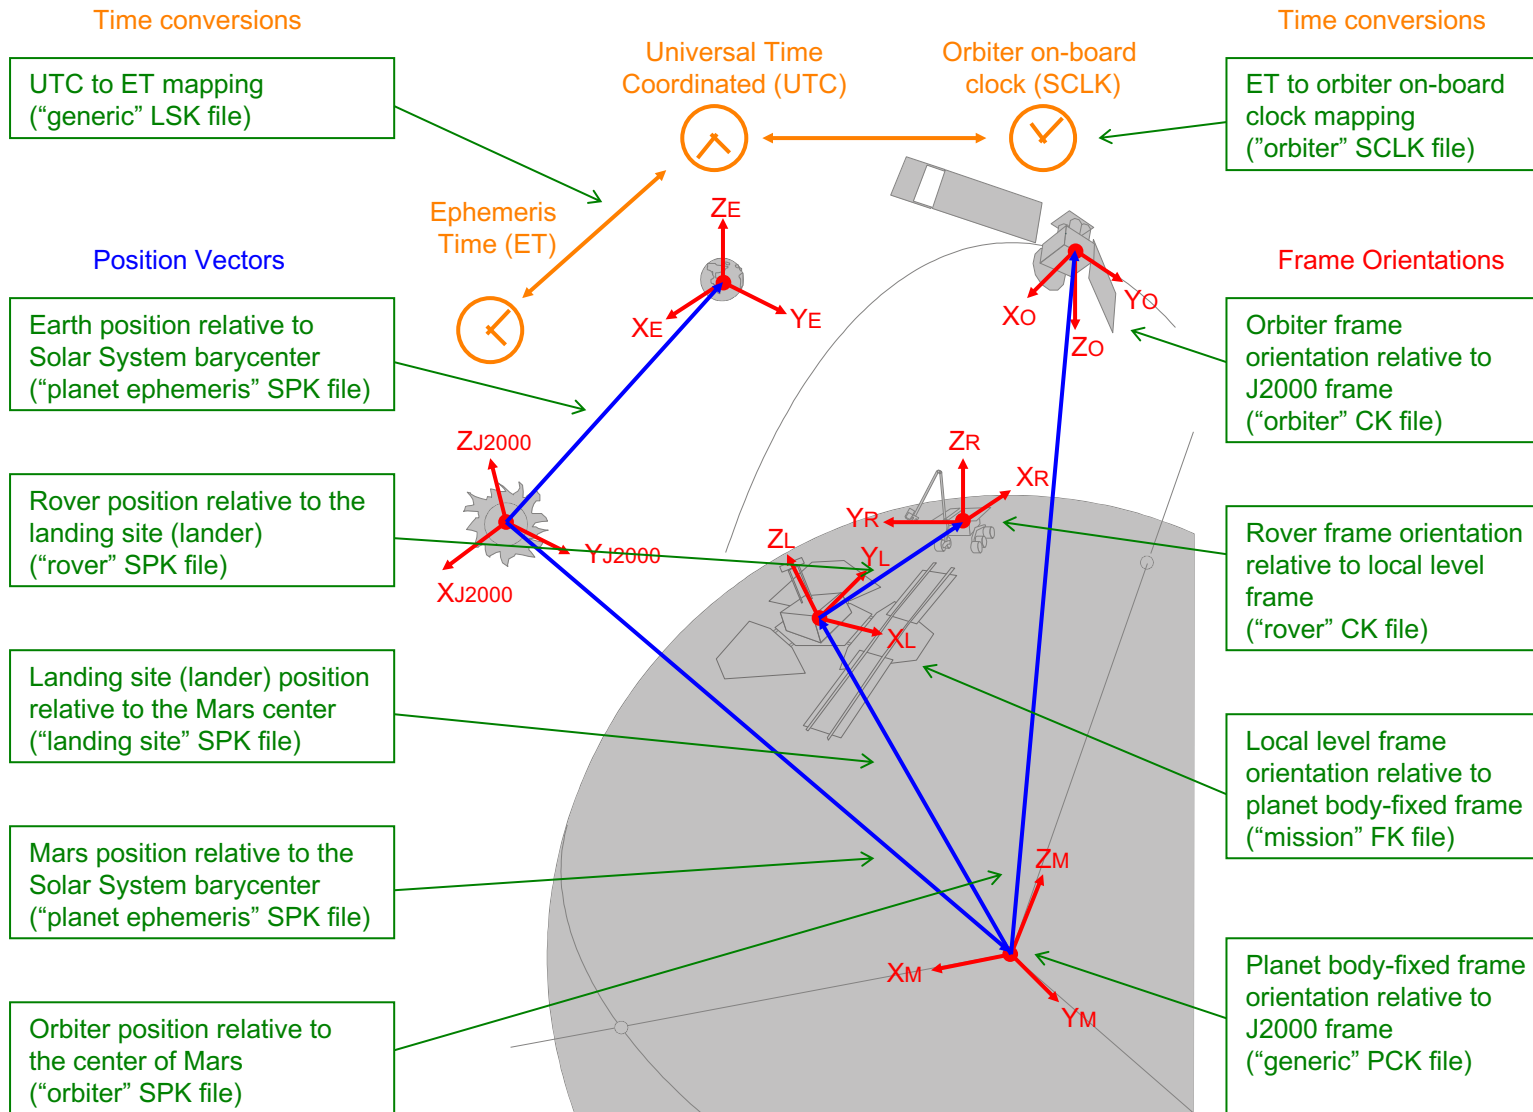 Time conversions
UTC to ET mapping
(“generic” LSK file)
Position Vectors
Earth position relative to
Solar System barycenter
(“planet ephemeris” SPK file)
Rover position relative to the
landing site (lander)
(“rover” SPK file)
Landing site (lander) position
relative to the Mars center
(“landing site” SPK file)
Mars position relative to the
Solar System barycenter
(“planet ephemeris” SPK file)
Orbiter position relative to
the center of Mars
(“orbiter” SPK file)
Universal Time
Coordinated (UTC)
Orbiter on-board
clock (SCLK)
Ephemeris
Time (ET)
ZE
XE
YE
XO
YO
ZO
ZJ2000
YJ2000
XJ2000
ZR
XR
YR
ZL
YL
XL
ZM
XM
YM
Time conversions
ET to orbiter on-board
clock mapping
(”orbiter” SCLK file)
Frame Orientations
Orbiter frame
orientation relative to
J2000 frame
(“orbiter” CK file)
Rover frame orientation
relative to local level
frame
(“rover” CK file)
Local level frame
orientation relative to
planet body-fixed frame
(“mission” FK file)
Planet body-fixed frame
orientation relative to
J2000 frame
(“generic” PCK file)